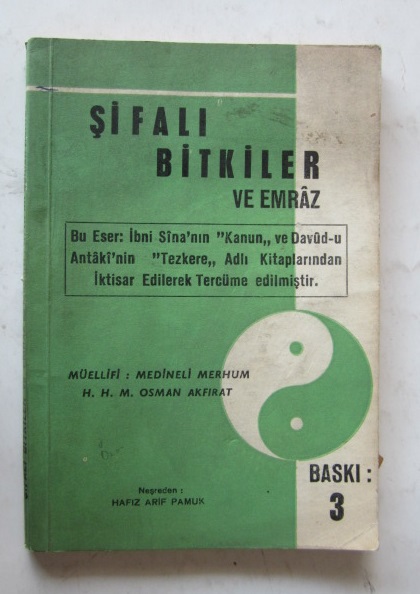 ŞİFALI
BİTKİLER
VE EMRÂZ
Bu Eser: İbni Sîna'nın "Kanun,, ve Davûd-u
Antâkî'nin "Tezkere,, Adlı Kitaplarından
İktisar Edilerek Tercüme edilmiştir.
MÜELLİFİ : MEDİNELİ MERHUM
H. H. M. OSMAN AKFIRAT
BASKI :
3
Neşreden :
HAFIZ ARİF PAMUK